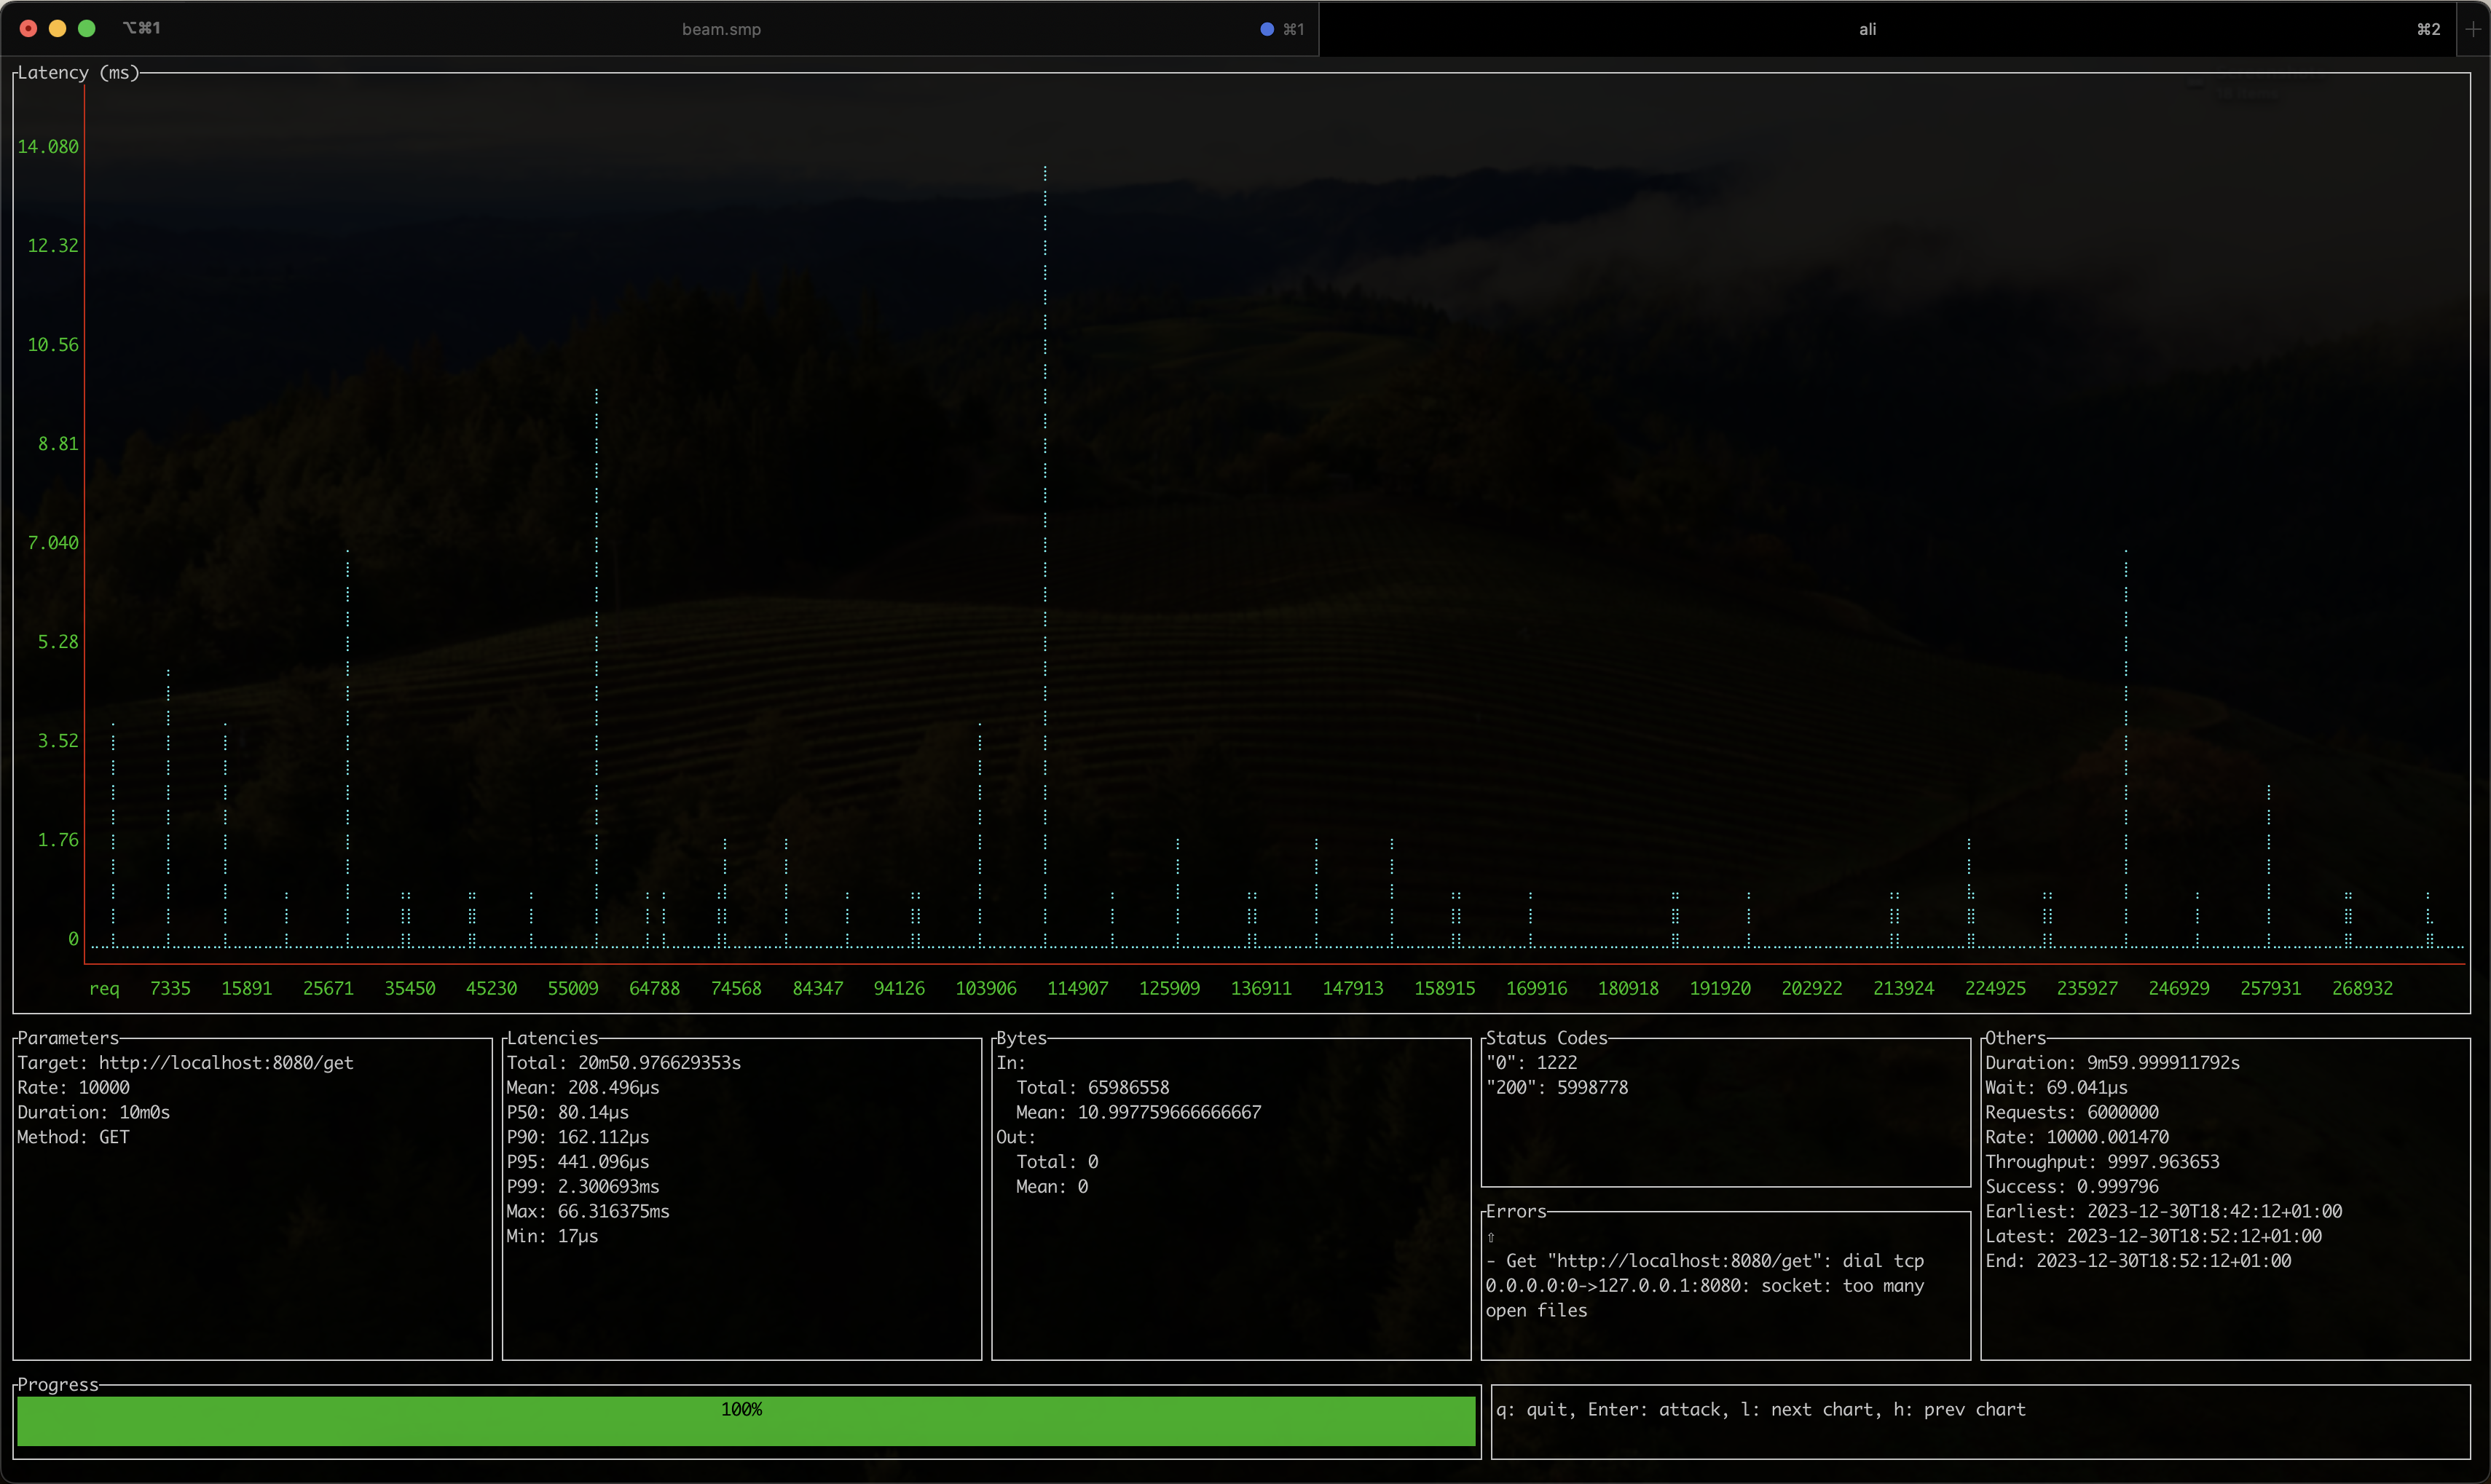 ⌥⌘1 beam.smp ⌘1 ali ⌘2 +
Latency (ms)
14.080
12.32
10.56
8.81
7.040
5.28
3.52
1.76
0
req 7335 15891 25671 35450 45230 55009 64788 74568 84347 94126 103906 114907 125909 136911 147913 158915 169916 180918 191920 202922 213924 224925 235927 246929 257931 268932
Parameters
Target: http://localhost:8080/get
Rate: 10000
Duration: 10m0s
Method: GET
Latencies
Total: 20m50.976629353s
Mean: 208.496µs
P50: 80.14µs
P90: 162.112µs
P95: 441.096µs
P99: 2.300693ms
Max: 66.316375ms
Min: 17µs
Bytes
In:
Total: 65986558
Mean: 10.997759666666667
Out:
Total: 0
Mean: 0
Status Codes
"0": 1222
"200": 5998778
Errors
⇧
- Get "http://localhost:8080/get": dial tcp
0.0.0.0:0->127.0.0.1:8080: socket: too many
open files
Others
Duration: 9m59.999911792s
Wait: 69.041µs
Requests: 6000000
Rate: 10000.001470
Throughput: 9997.963653
Success: 0.999796
Earliest: 2023-12-30T18:42:12+01:00
Latest: 2023-12-30T18:52:12+01:00
End: 2023-12-30T18:52:12+01:00
Progress
100%
q: quit, Enter: attack, l: next chart, h: prev chart